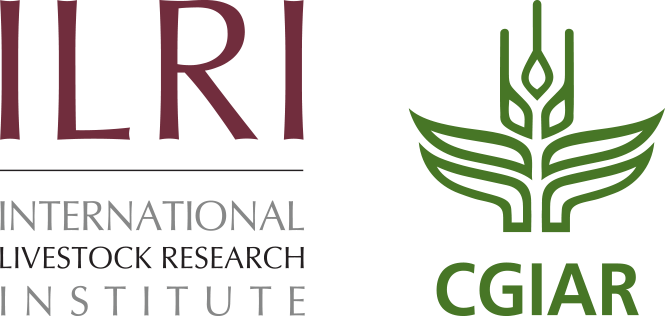 ILRI
INTERNATIONAL
LIVESTOCK RESEARCH
INSTITUTE
CGIAR